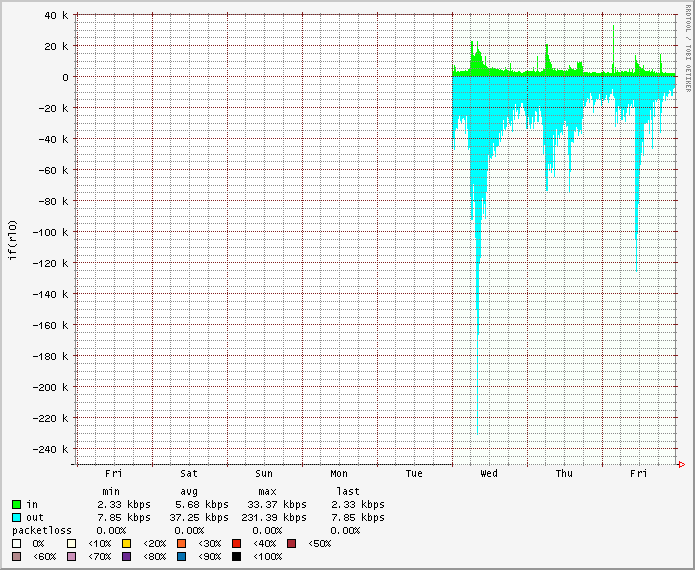 RRDTOOL / TOBI OETIKER
if(rl0)
40 k
20 k
0
-20 k
-40 k
-60 k
-80 k
-100 k
-120 k
-140 k
-160 k
-180 k
-200 k
-220 k
-240 k
Fri Sat Sun Mon Tue Wed Thu Fri
min avg max last
in 2.33 kbps 5.68 kbps 33.37 kbps 2.33 kbps
out 7.85 kbps 37.25 kbps 231.39 kbps 7.85 kbps
packetloss 0.00% 0.00% 0.00% 0.00%
0% <10% <20% <30% <40% <50%
<60% <70% <80% <90% <100%